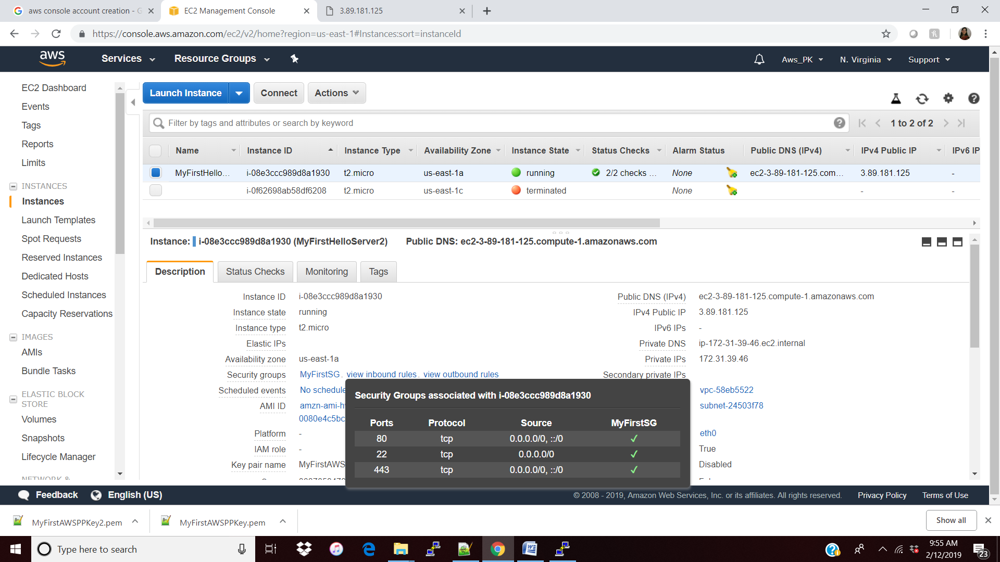 aws console account creation - G
EC2 Management Console
3.89.181.125
https://console.aws.amazon.com/ec2/v2/home?region=us-east-1#Instances:sort=instanceId
aws
Services
Resource Groups
Aws_PK
N. Virginia
Support
EC2 Dashboard
Events
Tags
Reports
Limits
INSTANCES
Instances
Launch Templates
Spot Requests
Reserved Instances
Dedicated Hosts
Scheduled Instances
Capacity Reservations
IMAGES
AMIs
Bundle Tasks
ELASTIC BLOCK
STORE
Volumes
Snapshots
Lifecycle Manager
NETWORK &
Launch Instance
Connect
Actions
Filter by tags and attributes or search by keyword
1 to 2 of 2
Name Instance ID Instance Type Availability Zone Instance State Status Checks Alarm Status Public DNS (IPv4) IPv4 Public IP IPv6 IP
MyFirstHello... i-08e3ccc989d8a1930 t2.micro us-east-1a running 2/2 checks ... None ec2-3-89-181-125.com... 3.89.181.125 -
i-0f62698ab58df6208 t2.micro us-east-1c terminated None - -
Instance: i-08e3ccc989d8a1930 (MyFirstHelloServer2) Public DNS: ec2-3-89-181-125.compute-1.amazonaws.com
Description Status Checks Monitoring Tags
Instance ID i-08e3ccc989d8a1930
Instance state running
Instance type t2.micro
Elastic IPs
Availability zone us-east-1a
Security groups MyFirstSG. view inbound rules. view outbound rules
Scheduled events No schedule
AMI ID amzn-ami-h
0080e4c5bc
Platform -
IAM role -
Key pair name MyFirstAWS
Public DNS (IPv4) ec2-3-89-181-125.compute-1.amazonaws.com
IPv4 Public IP 3.89.181.125
IPv6 IPs -
Private DNS ip-172-31-39-46.ec2.internal
Private IPs 172.31.39.46
Secondary private IPs
vpc-58eb5522
subnet-24503f78
eth0
True
Disabled
Security Groups associated with i-08e3ccc989d8a1930
Ports Protocol Source MyFirstSG
80 tcp 0.0.0.0/0, ::/0 ✓
22 tcp 0.0.0.0/0 ✓
443 tcp 0.0.0.0/0, ::/0 ✓
Feedback
English (US)
© 2008 - 2019, Amazon Web Services, Inc. or its affiliates. All rights reserved.
Privacy Policy
Terms of Use
MyFirstAWSPPKey2.pem
MyFirstAWSPPKey.pem
Show all
Type here to search
9:55 AM
2/12/2019
23